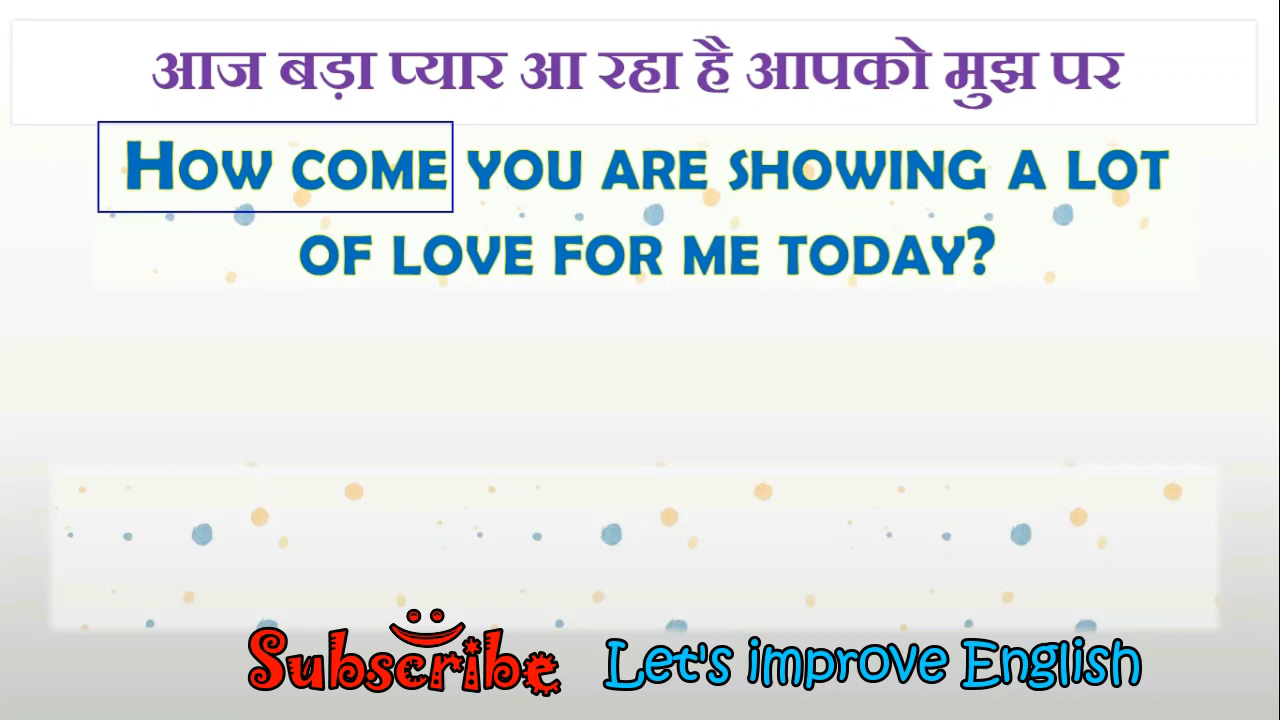 आज बड़ा प्यार आ रहा है आपको मुझ पर
HOW COME YOU ARE SHOWING A LOT
OF LOVE FOR ME TODAY?
Subscribe Let's improve English